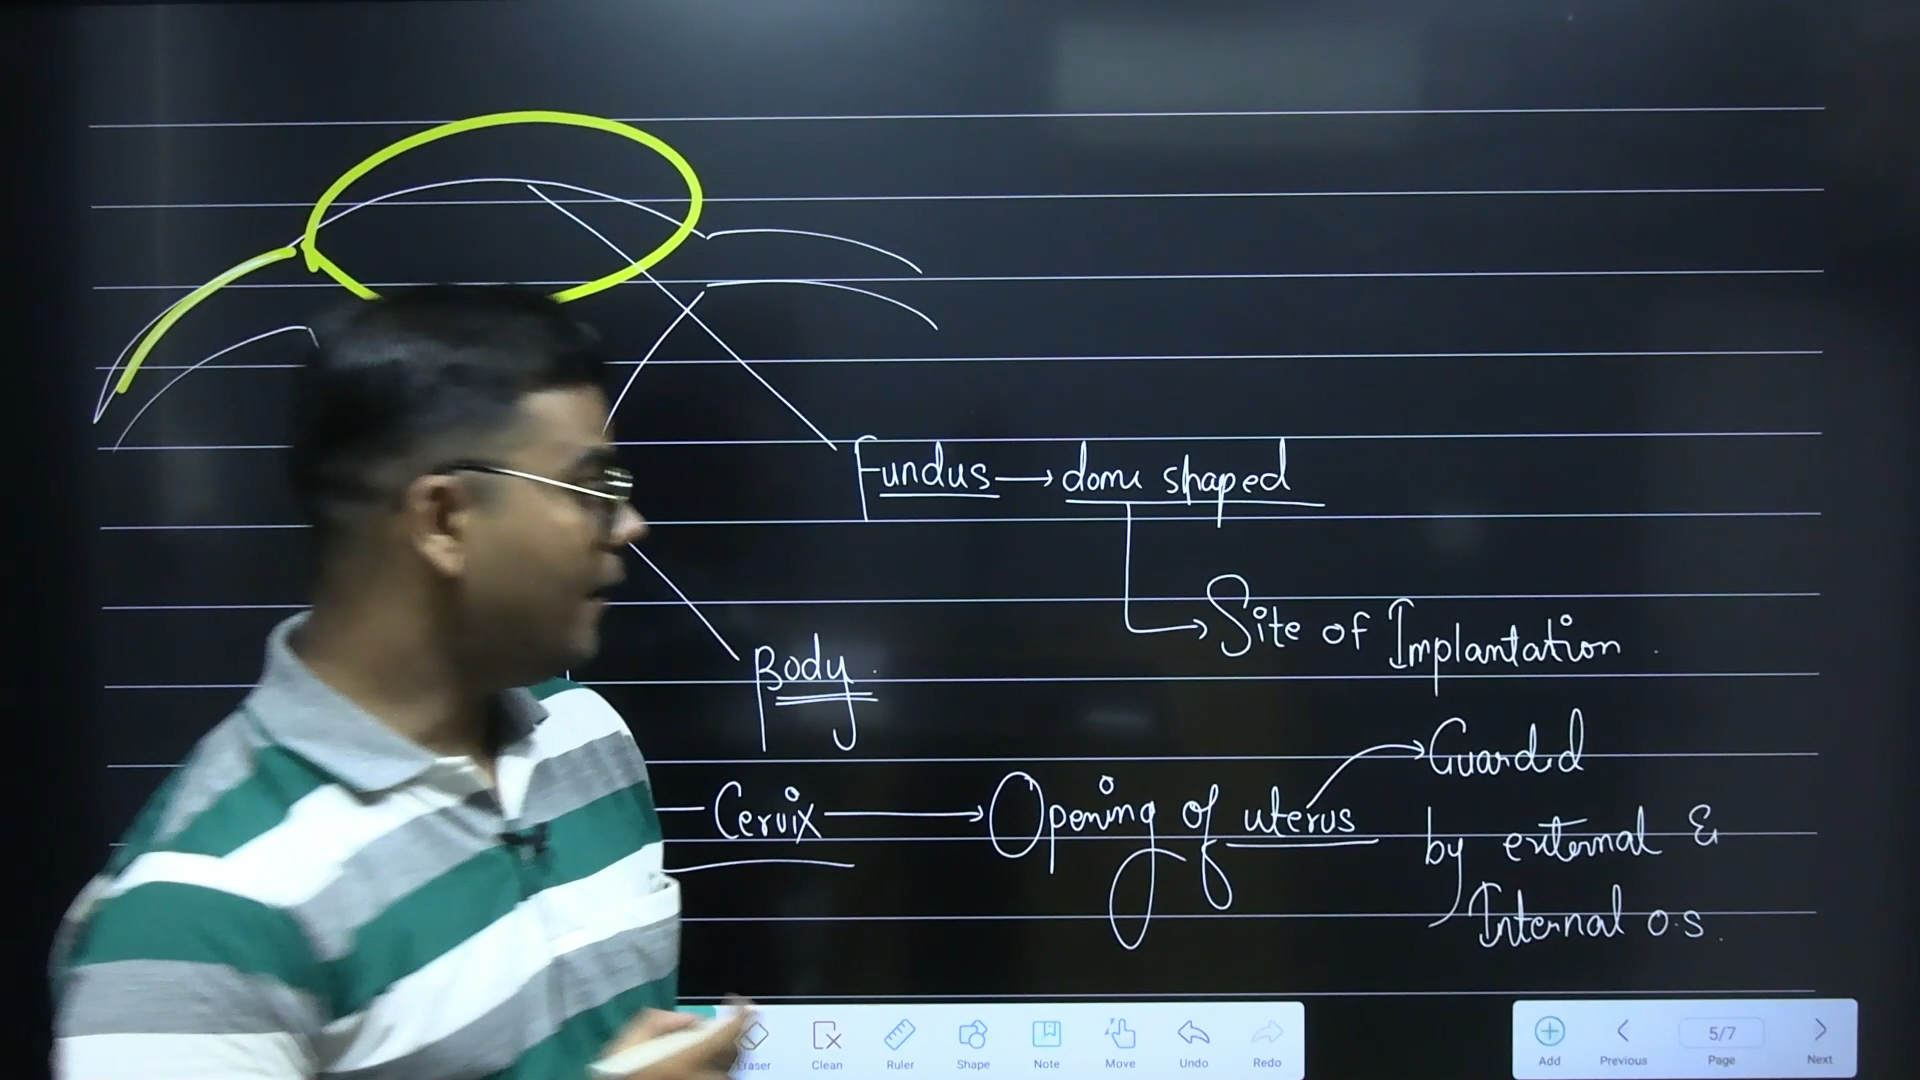 Fundus → dome shaped
Site of Implantation.
Body.
Cervix → Opening of uterus → Guarded
by external &
Internal o.s.
Eraser Clean Ruler Shape Note Move Undo Redo
Add Previous 5/7 Page Next